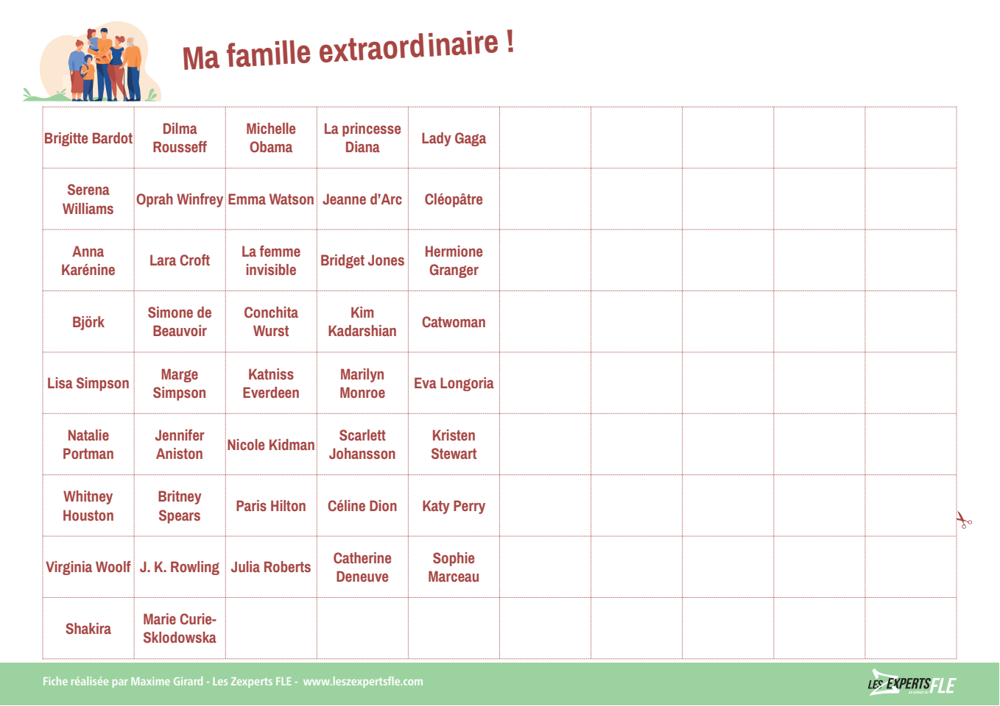 Ma famille extraordinaire !
Brigitte Bardot
Dilma
Rousseff
Michelle
Obama
La princesse
Diana
Lady Gaga
Serena
Williams
Oprah Winfrey
Emma Watson
Jeanne d’Arc
Cléopâtre
Anna
Karénine
Lara Croft
La femme
invisible
Bridget Jones
Hermione
Granger
Björk
Simone de
Beauvoir
Conchita
Wurst
Kim
Kadarshian
Catwoman
Lisa Simpson
Marge
Simpson
Katniss
Everdeen
Marilyn
Monroe
Eva Longoria
Natalie
Portman
Jennifer
Aniston
Nicole Kidman
Scarlett
Johansson
Kristen
Stewart
Whitney
Houston
Britney
Spears
Paris Hilton
Céline Dion
Katy Perry
Virginia Woolf
J. K. Rowling
Julia Roberts
Catherine
Deneuve
Sophie
Marceau
Shakira
Marie Curie-
Sklodowska
Fiche réalisée par Maxime Girard - Les Zexperts FLE - www.leszexpertsfle.com
LES ZEXPERTS FLE